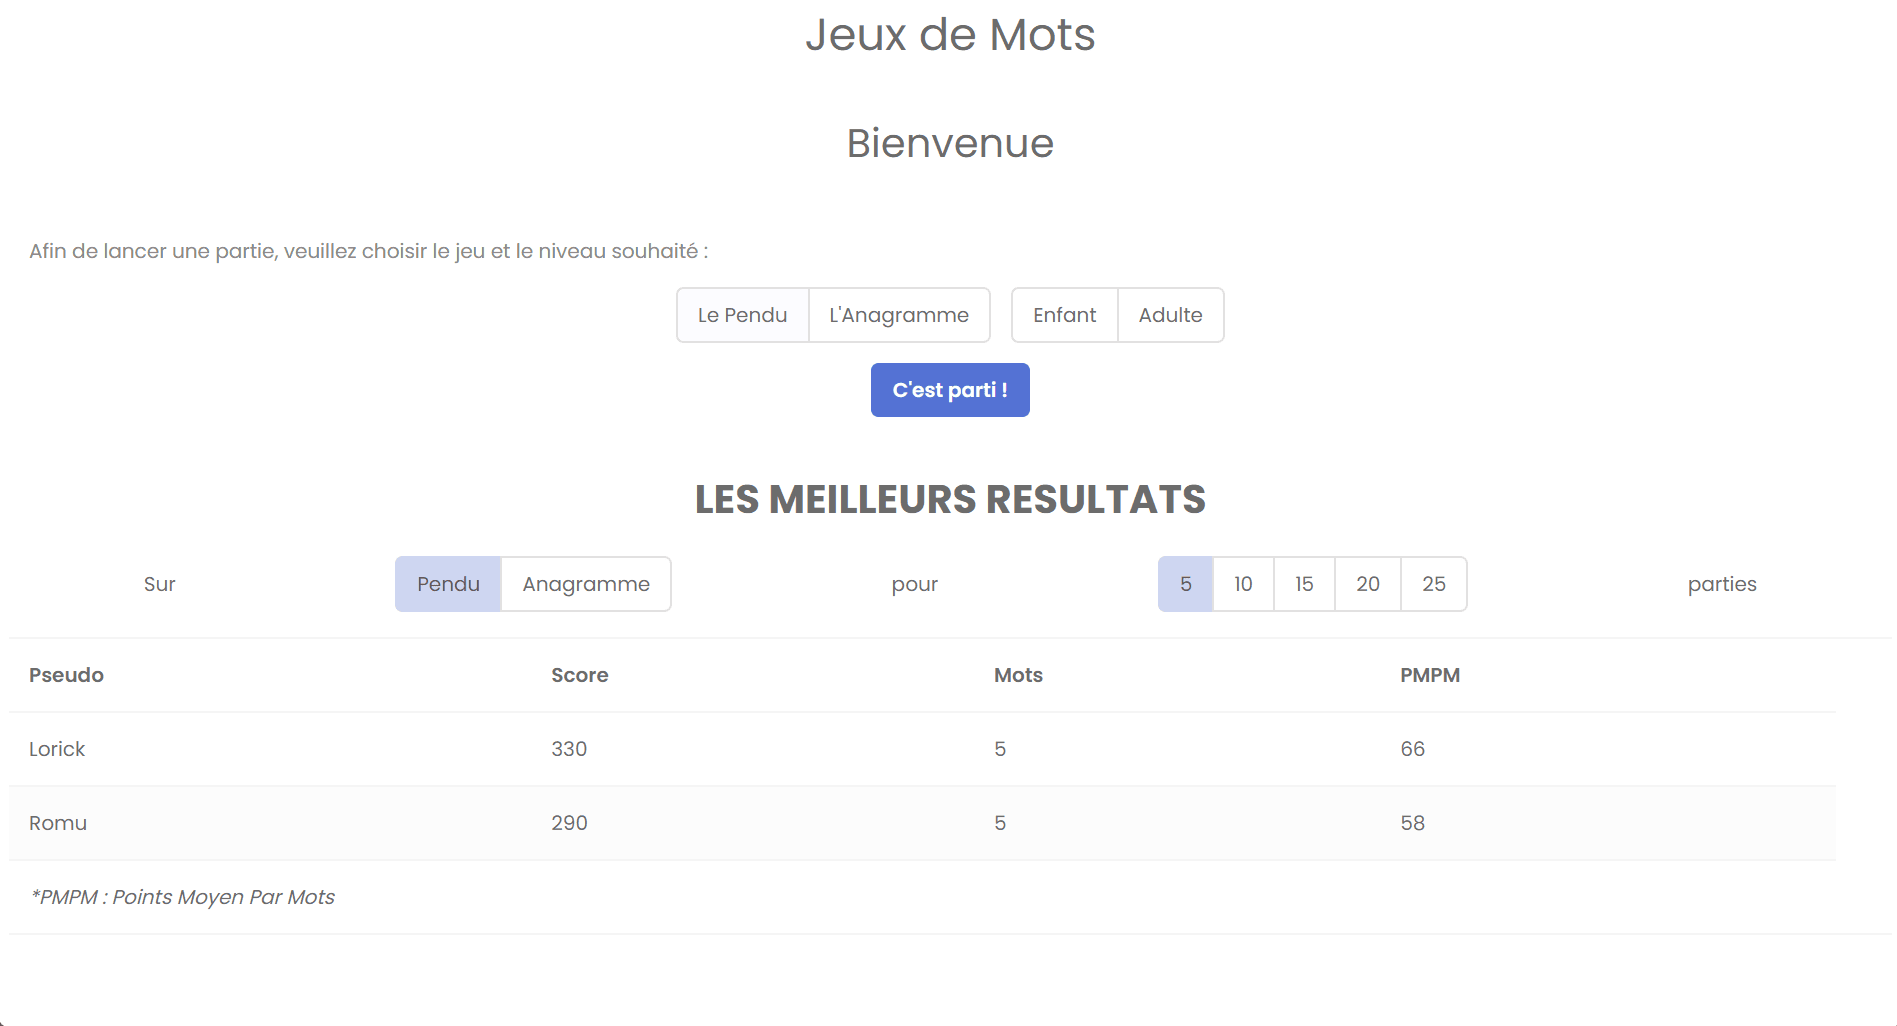 Jeux de Mots
Bienvenue
Afin de lancer une partie, veuillez choisir le jeu et le niveau souhaité :
Le Pendu L'Anagramme Enfant Adulte
C'est parti !
LES MEILLEURS RESULTATS
Sur Pendu Anagramme pour 5 10 15 20 25 parties
Pseudo Score Mots PMPM
Lorick 330 5 66
Romu 290 5 58
*PMPM : Points Moyen Par Mots